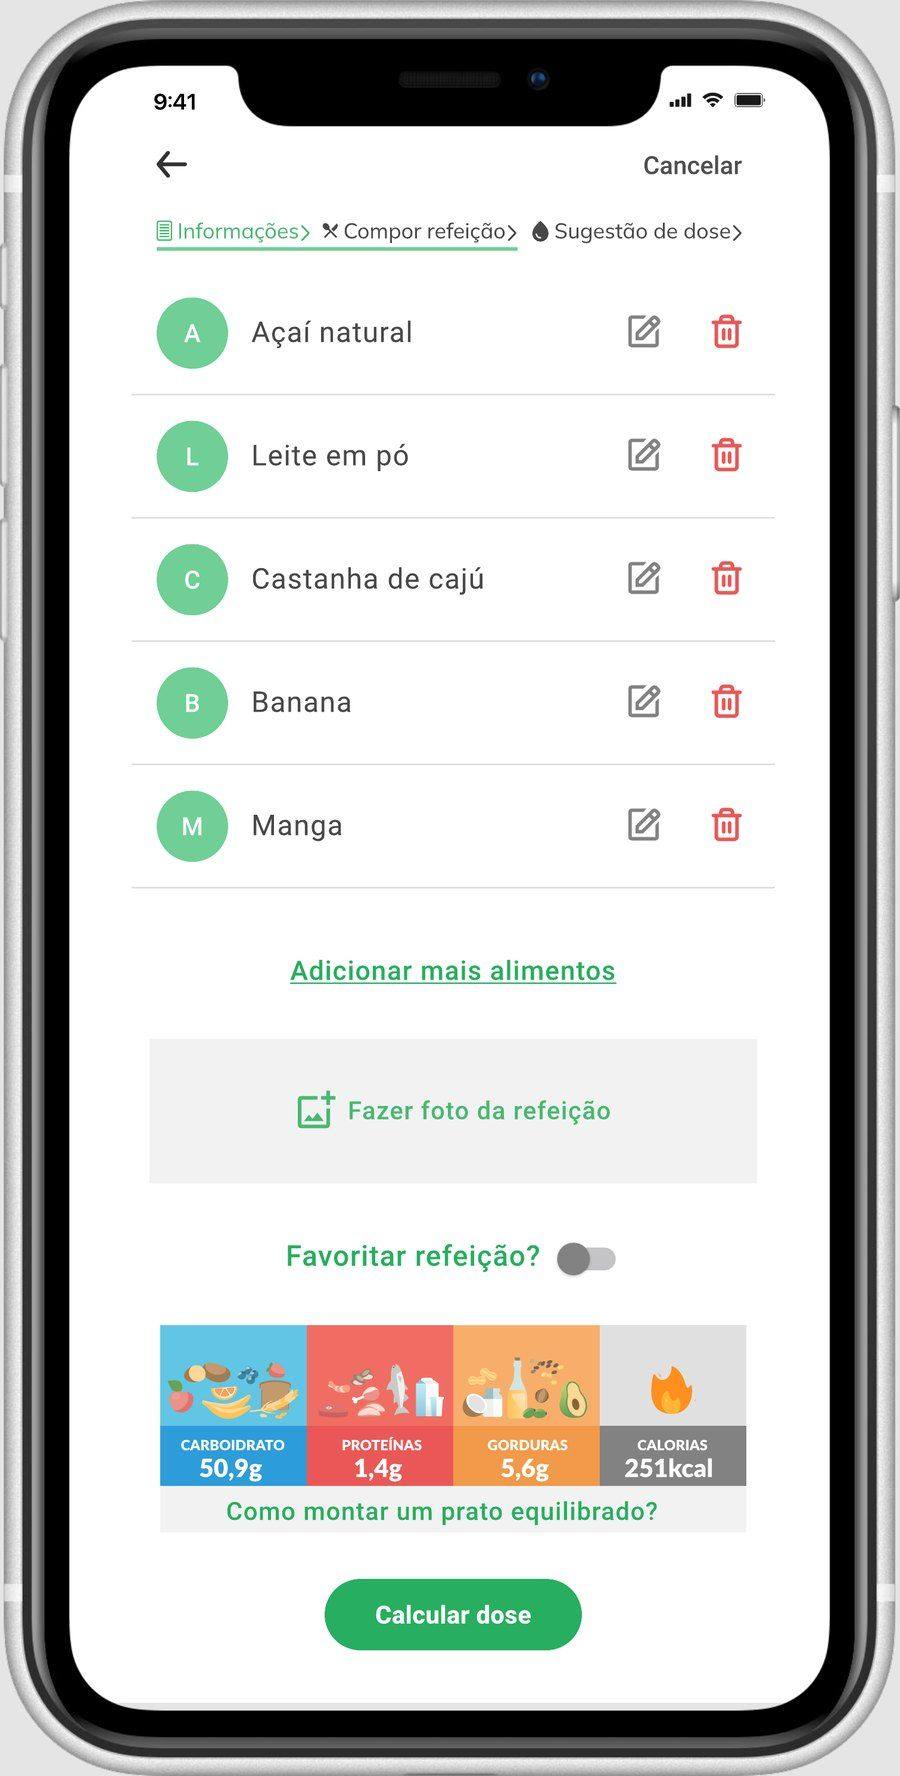 9:41
Cancelar
Informações Compor refeição Sugestão de dose
A Açaí natural
L Leite em pó
C Castanha de cajú
B Banana
M Manga
Adicionar mais alimentos
Fazer foto da refeição
Favoritar refeição?
CARBOIDRATO PROTEÍNAS GORDURAS CALORIAS
50,9g 1,4g 5,6g 251kcal
Como montar um prato equilibrado?
Calcular dose